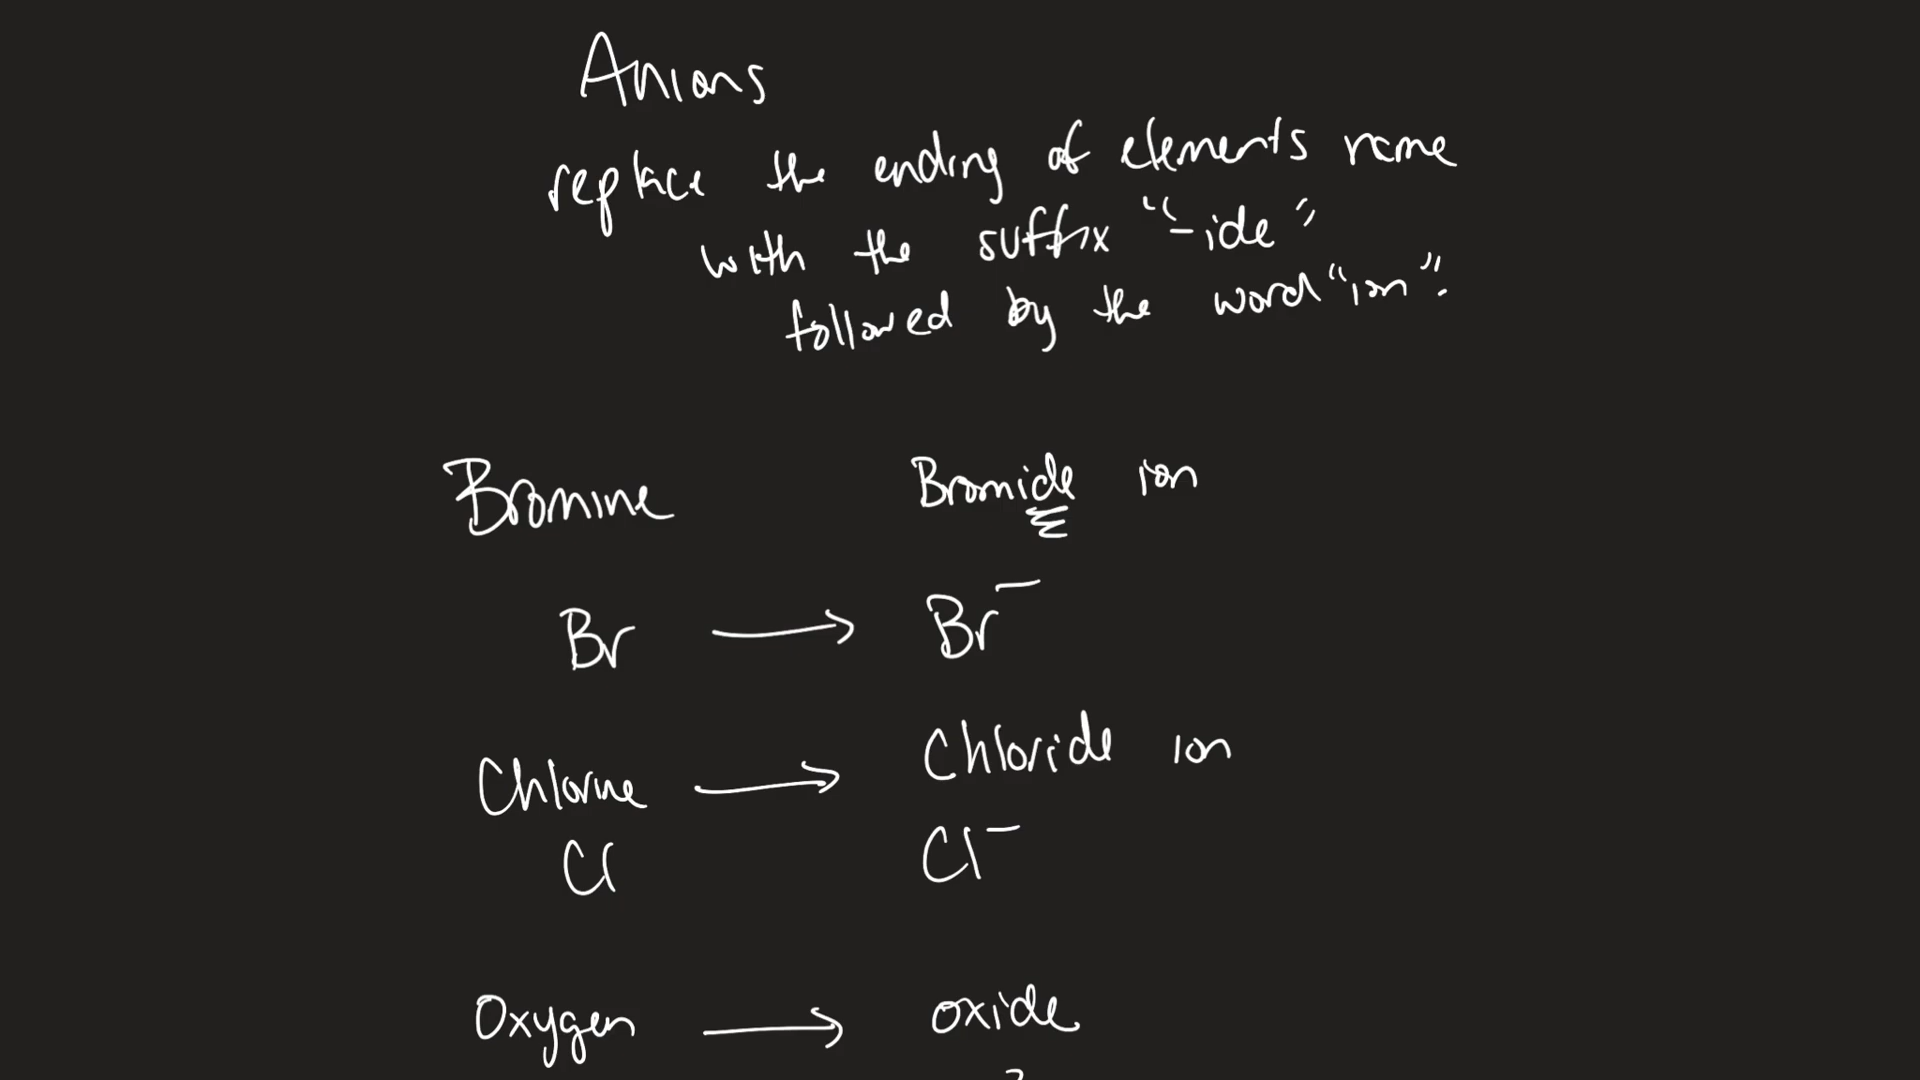 Anions
replace the ending of elements name
with the suffix "-ide"
followed by the word "ion".
Bromine Bromide ion
Br → Br⁻
Chlorine → Chloride ion
Cl Cl⁻
Oxygen → oxide